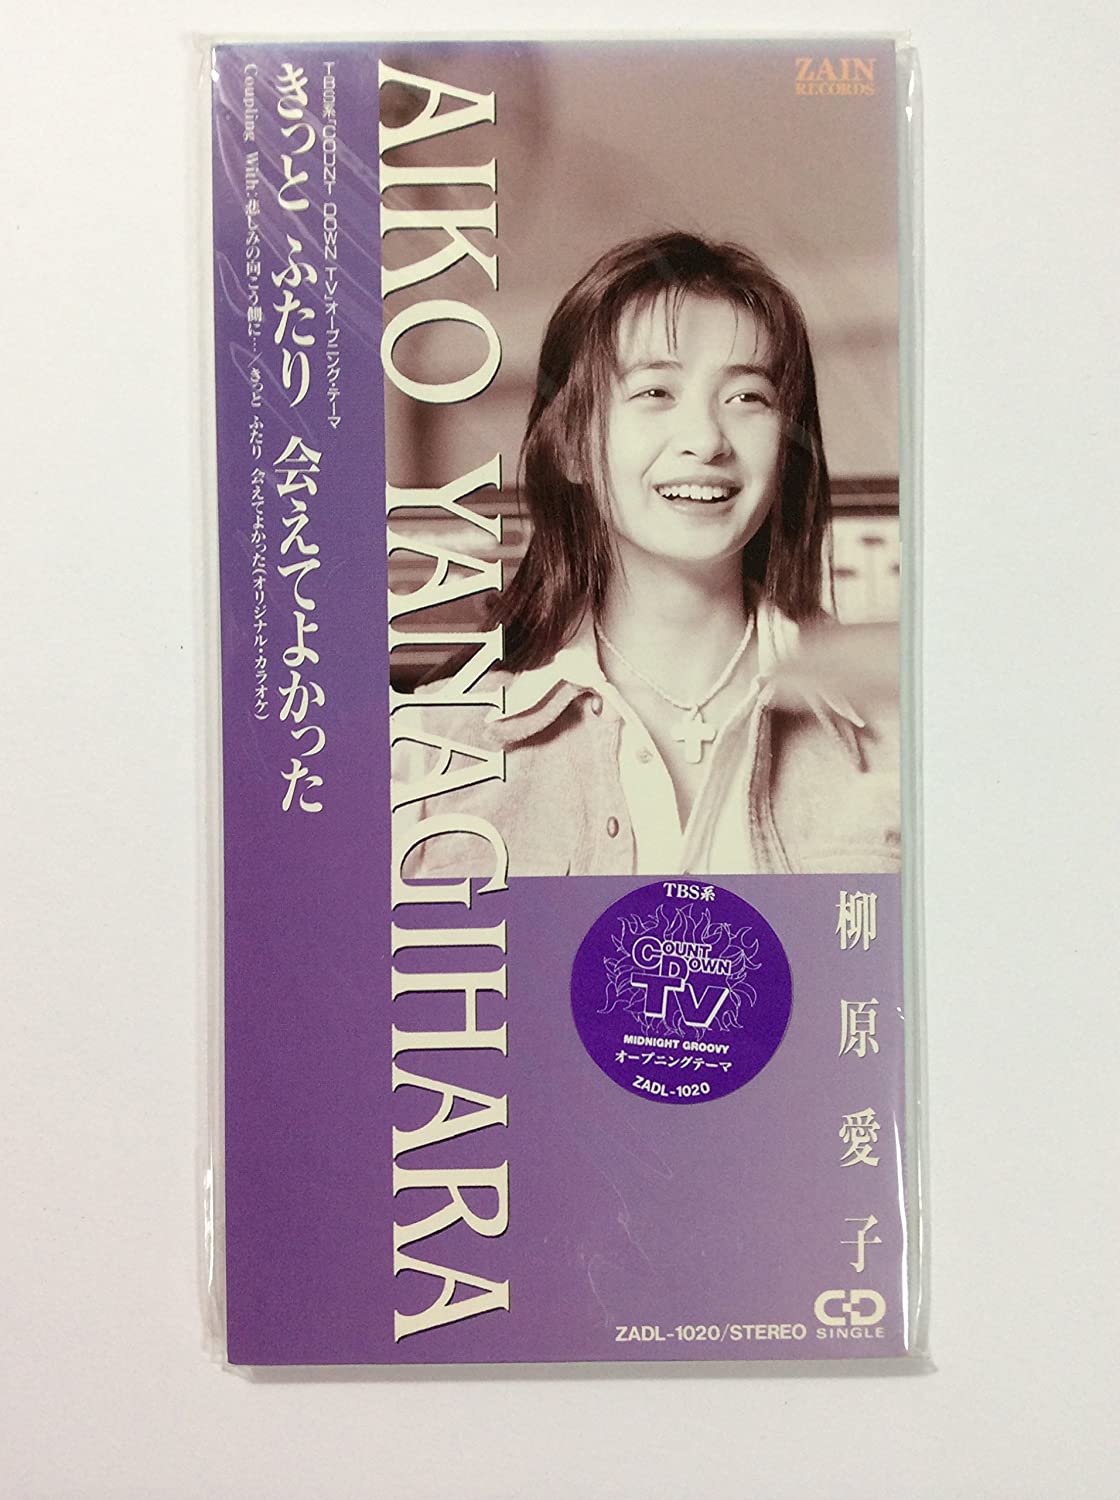 ZAIN
RECORDS
AIKO YANAGIHARA
TBS系「COUNT DOWN TV」オープニング・テーマ
きっと ふたり 会えてよかった
Coupling With:悲しみの向こう側に…/きっと ふたり 会えてよかった(オリジナル・カラオケ)
柳原愛子
TBS系
COUNT
DOWN
TV
MIDNIGHT GROOVY
オープニングテーマ
ZADL-1020
ZADL-1020/STEREO
CD
SINGLE